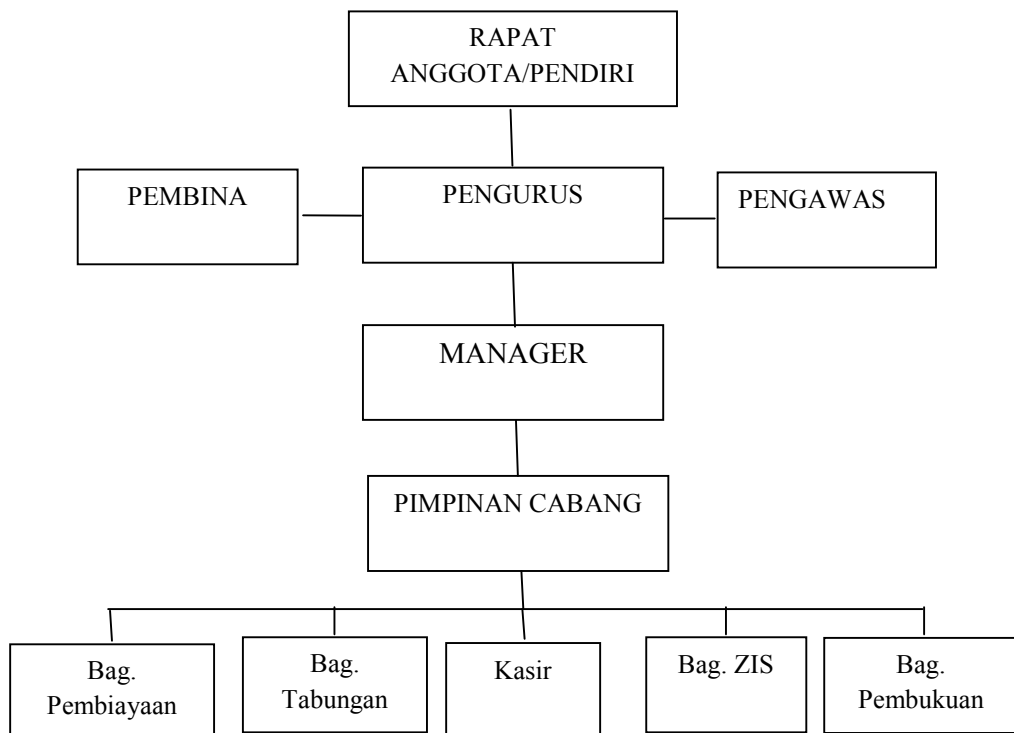 RAPAT
ANGGOTA/PENDIRI
PEMBINA
PENGURUS
PENGAWAS
MANAGER
PIMPINAN CABANG
Bag.
Pembiayaan
Bag.
Tabungan
Kasir
Bag. ZIS
Bag.
Pembukuan